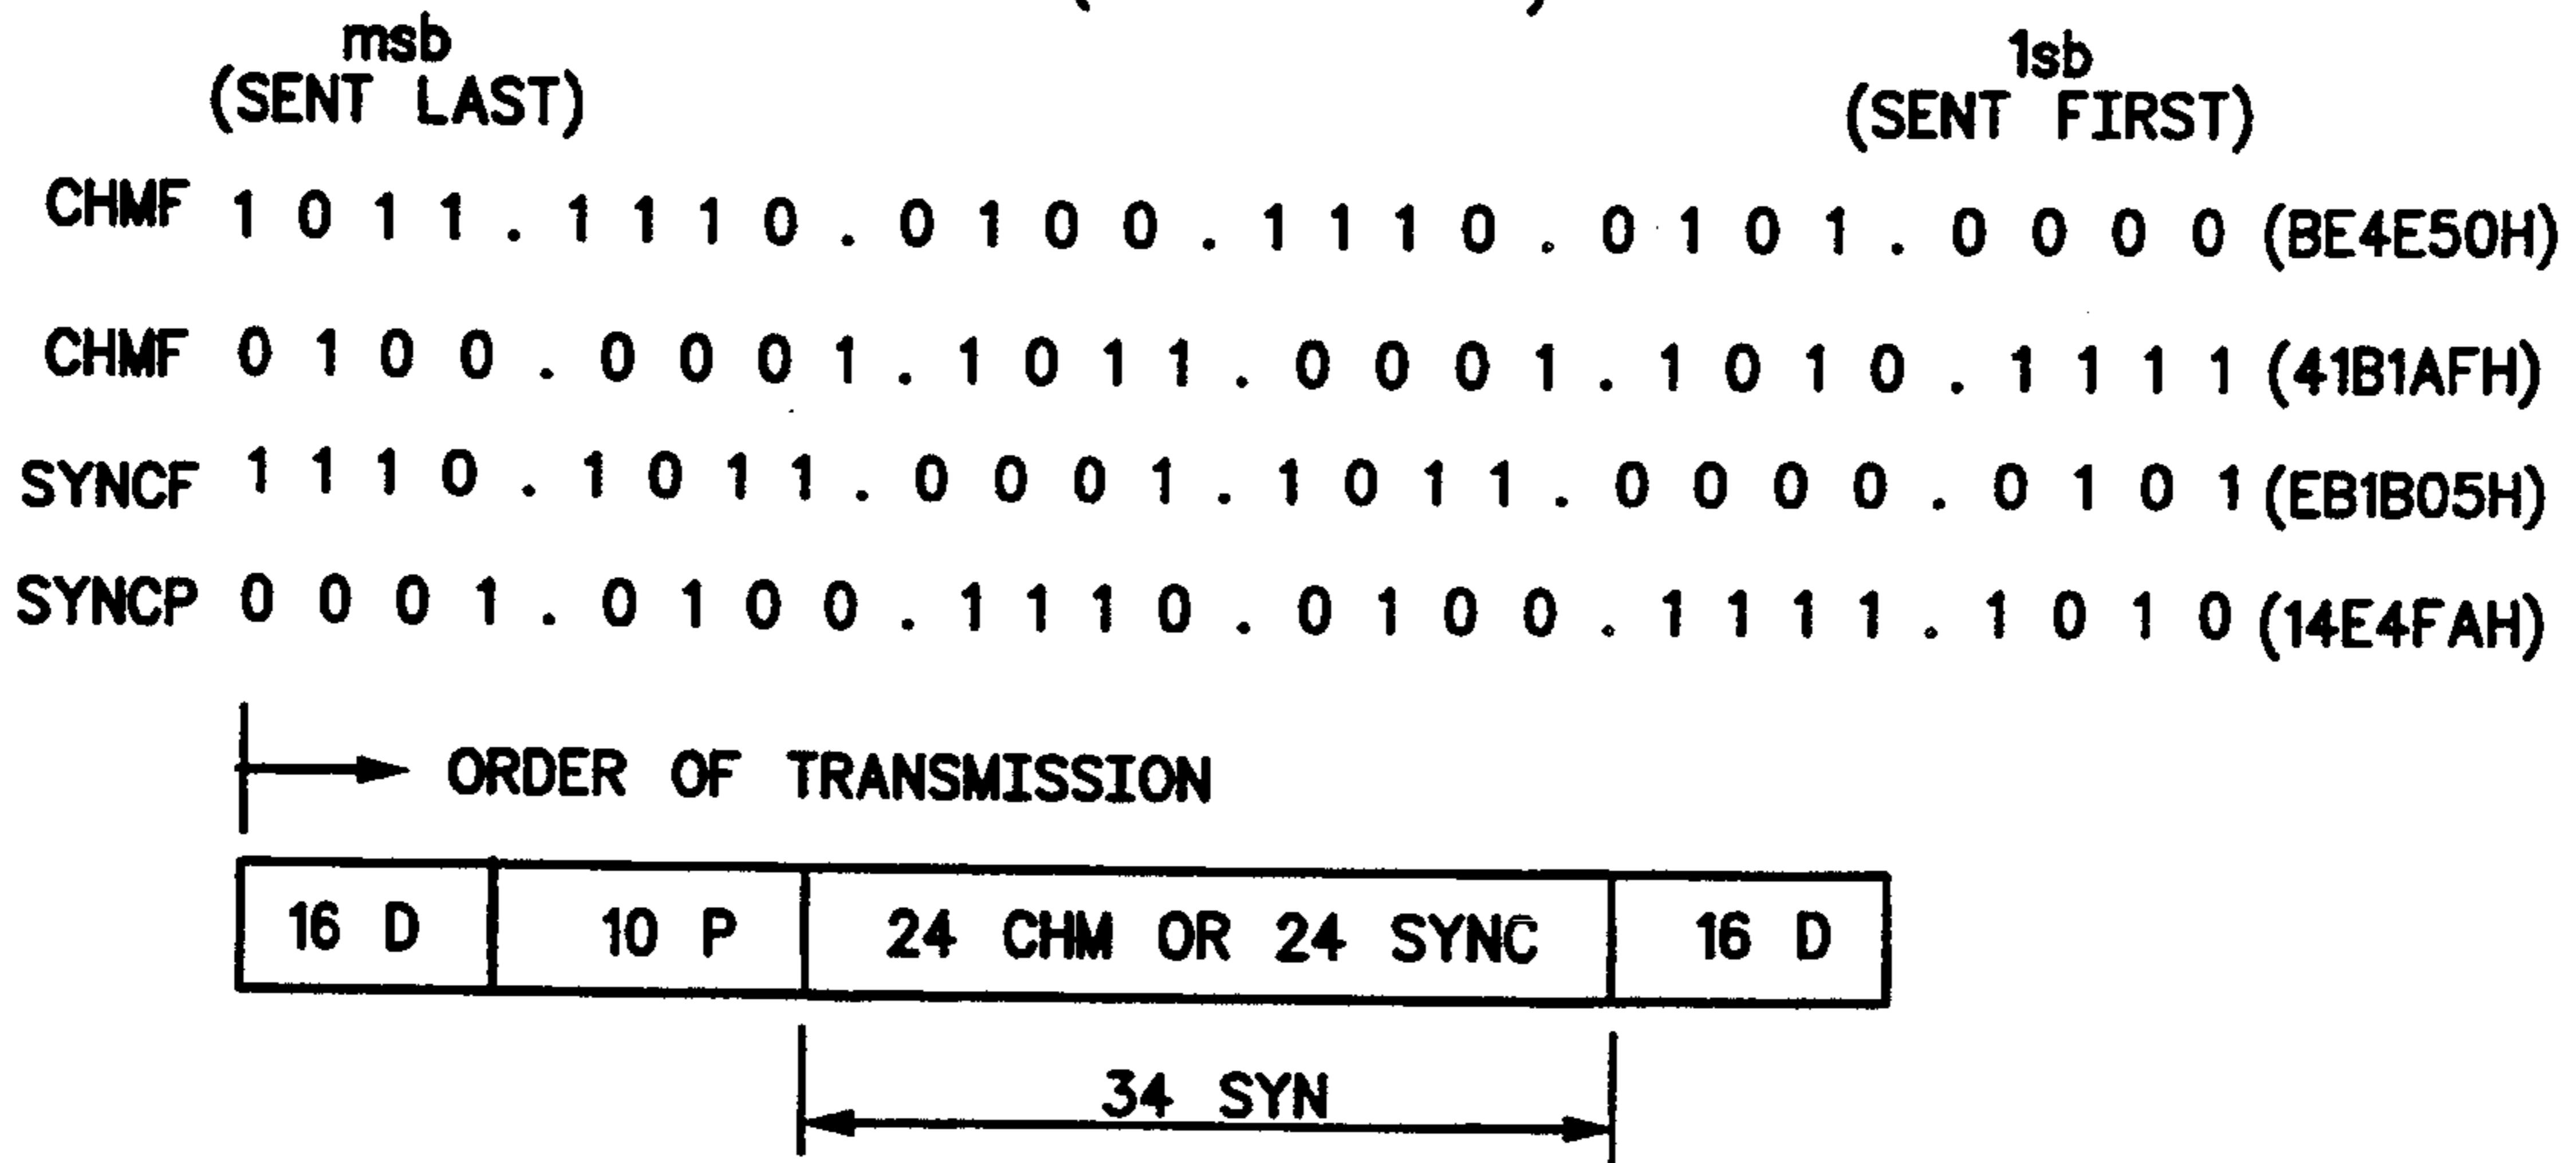 msb
(SENT LAST)
1sb
(SENT FIRST)
CHMF 1 0 1 1 . 1 1 1 0 . 0 1 0 0 . 1 1 1 0 . 0 1 0 1 . 0 0 0 0 (BE4E50H)
CHMF 0 1 0 0 . 0 0 0 1 . 1 0 1 1 . 0 0 0 1 . 1 0 1 0 . 1 1 1 1 (41B1AFH)
SYNCF 1 1 1 0 . 1 0 1 1 . 0 0 0 1 . 1 0 1 1 . 0 0 0 0 . 0 1 0 1 (EB1B05H)
SYNCP 0 0 0 1 . 0 1 0 0 . 1 1 1 0 . 0 1 0 0 . 1 1 1 1 . 1 0 1 0 (14E4FAH)
ORDER OF TRANSMISSION
16 D 10 P 24 CHM OR 24 SYNC 16 D
34 SYN